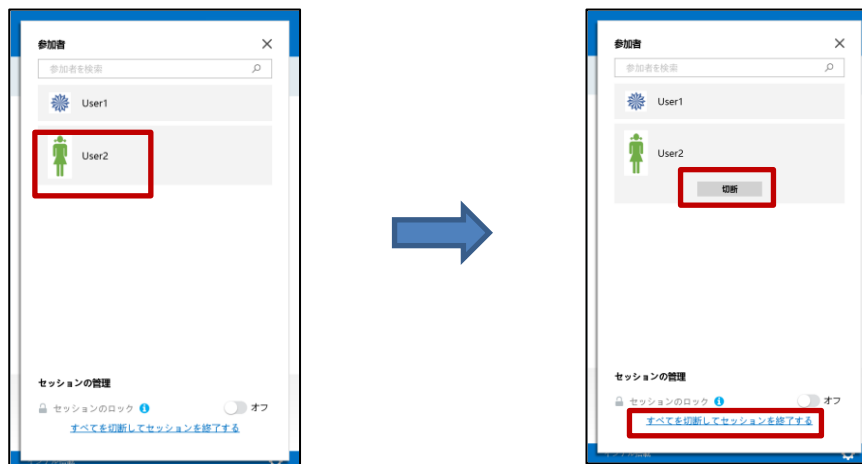 参加者
参加者を検索
User1
User2
セッションの管理
セッションのロック オフ
すべてを切断してセッションを終了する
参加者
参加者を検索
User1
User2
切断
セッションの管理
セッションのロック オフ
すべてを切断してセッションを終了する